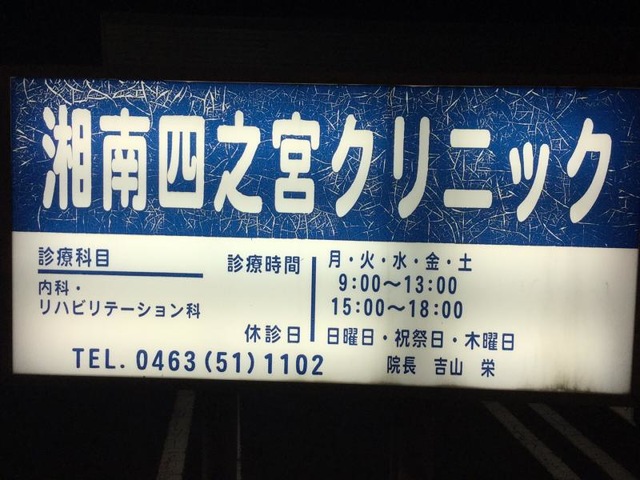 湘南四之宮クリニック
診療科目
内科・
リハビリテーション科
診療時間
月・火・水・金・土
9:00～13:00
15:00～18:00
休診日 日曜日・祝祭日・木曜日
TEL. 0463(51)1102
院長 吉山 栄